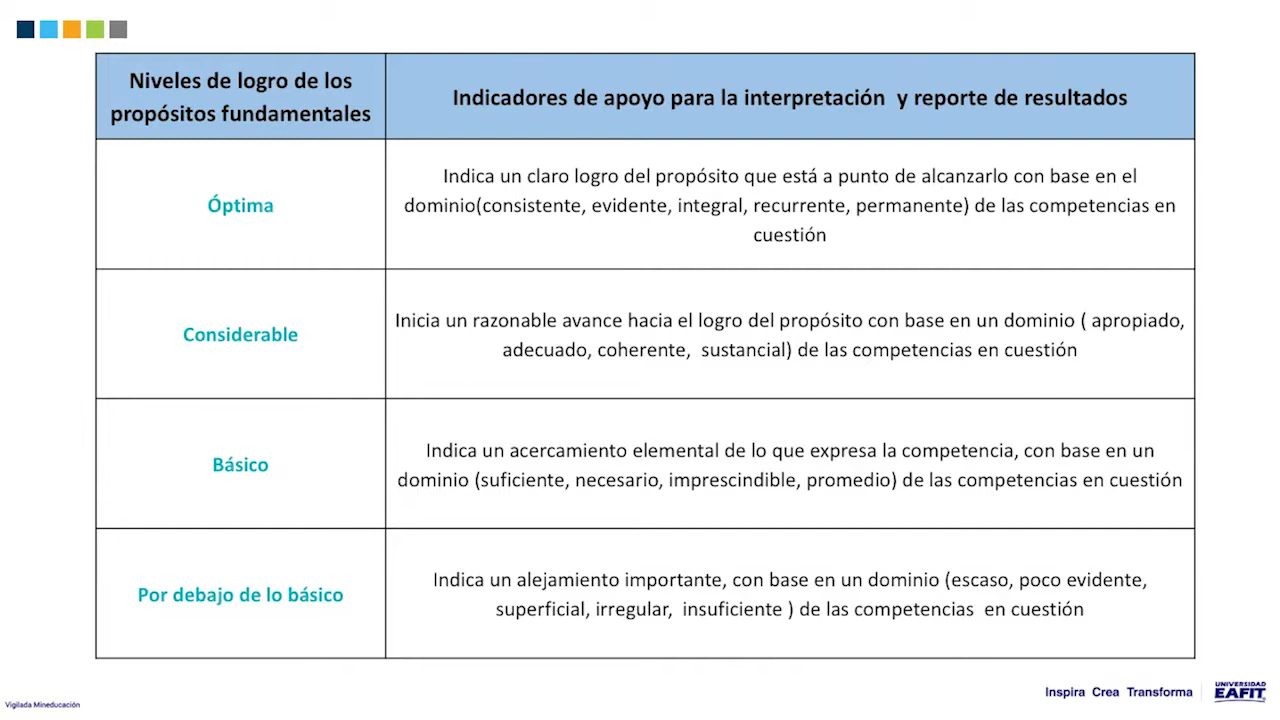 Niveles de logro de los
propósitos fundamentales
Indicadores de apoyo para la interpretación y reporte de resultados
Óptima
Indica un claro logro del propósito que está a punto de alcanzarlo con base en el
dominio(consistente, evidente, integral, recurrente, permanente) de las competencias en
cuestión
Considerable
Inicia un razonable avance hacia el logro del propósito con base en un dominio ( apropiado,
adecuado, coherente, sustancial) de las competencias en cuestión
Básico
Indica un acercamiento elemental de lo que expresa la competencia, con base en un
dominio (suficiente, necesario, imprescindible, promedio) de las competencias en cuestión
Por debajo de lo básico
Indica un alejamiento importante, con base en un dominio (escaso, poco evidente,
superficial, irregular, insuficiente ) de las competencias en cuestión
Vigilada Mineducación
Inspira Crea Transforma
UNIVERSIDAD
EAFIT